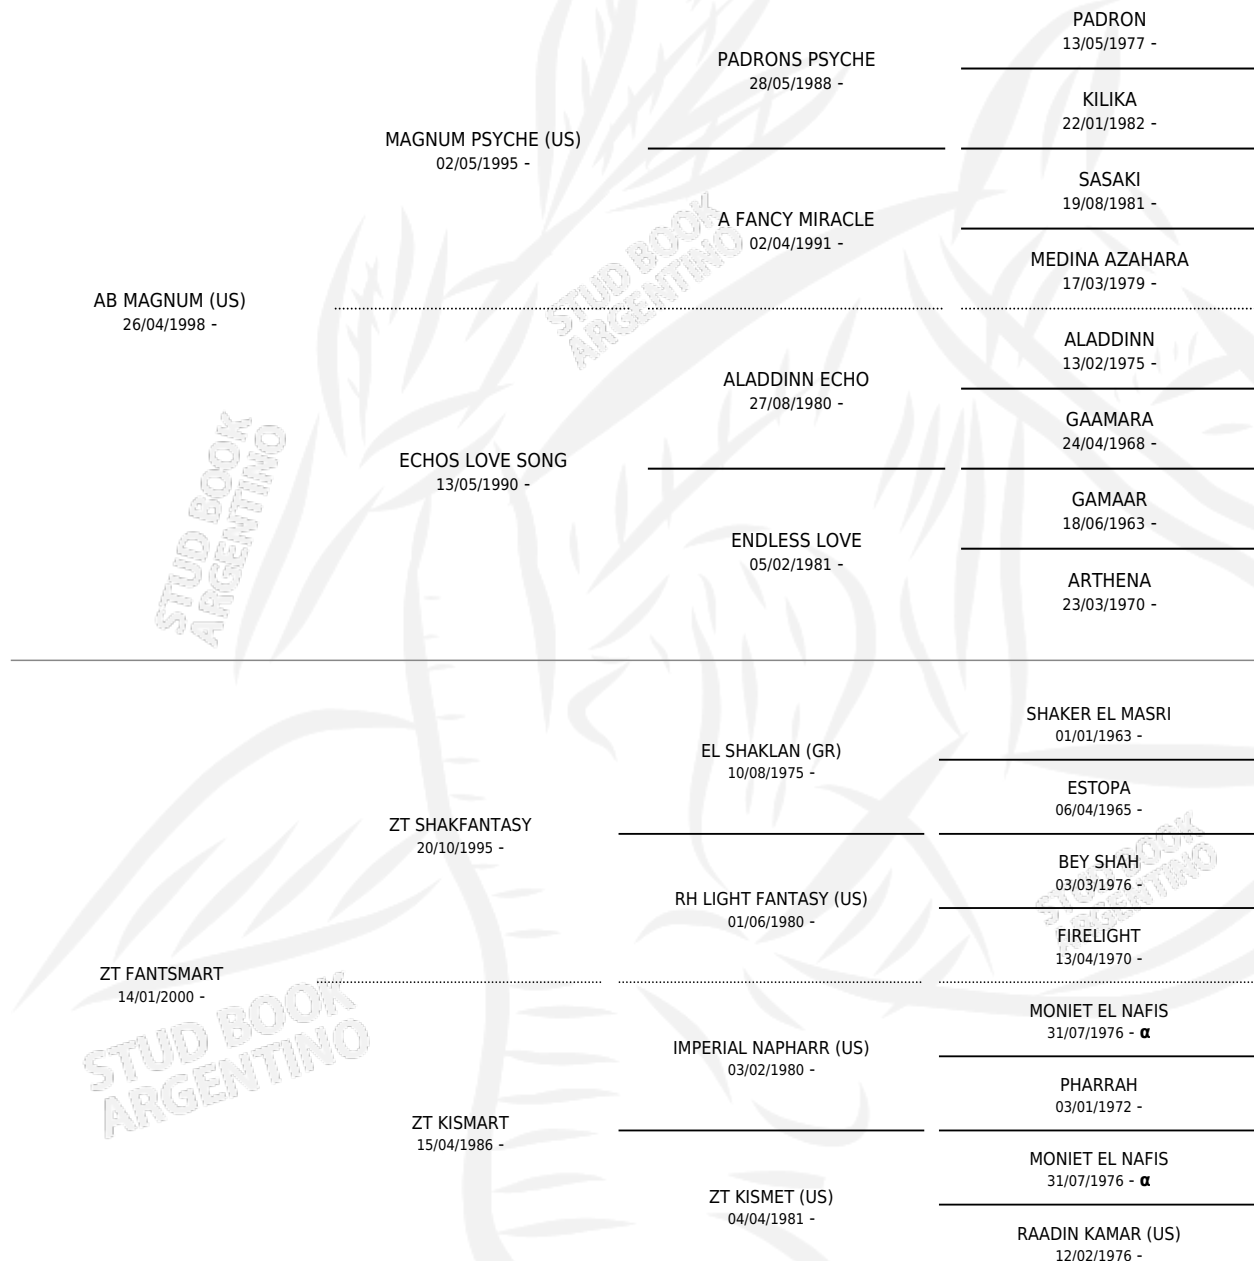 PADRON
13/05/1977 -
PADRONS PSYCHE
28/05/1988 -
KILIKA
22/01/1982 -
MAGNUM PSYCHE (US)
02/05/1995 -
SASAKI
19/08/1981 -
A FANCY MIRACLE
02/04/1991 -
MEDINA AZAHARA
17/03/1979 -
STUD BOOK
ARGENTINO
AB MAGNUM (US)
26/04/1998 -
ALADDINN
13/02/1975 -
ALADDINN ECHO
27/08/1980 -
GAAMARA
24/04/1968 -
ECHOS LOVE SONG
13/05/1990 -
GAMAAR
18/06/1963 -
ENDLESS LOVE
05/02/1981 -
ARTHENA
23/03/1970 -
STUD BOOK
ARGENTINO
SHAKER EL MASRI
01/01/1963 -
EL SHAKLAN (GR)
10/08/1975 -
ESTOPA
06/04/1965 -
ZT SHAKFANTASY
20/10/1995 -
BEY SHAH
03/03/1976 -
RH LIGHT FANTASY (US)
01/06/1980 -
FIRELIGHT
13/04/1970 -
STUD BOOK
ARGENTINO
ZT FANTSMART
14/01/2000 -
MONIET EL NAFIS
31/07/1976 - α
IMPERIAL NAPHARR (US)
03/02/1980 -
PHARRAH
03/01/1972 -
STUD BOOK
ARGENTINO
ZT KISMART
15/04/1986 -
MONIET EL NAFIS
31/07/1976 - α
ZT KISMET (US)
04/04/1981 -
RAADIN KAMAR (US)
12/02/1976 -